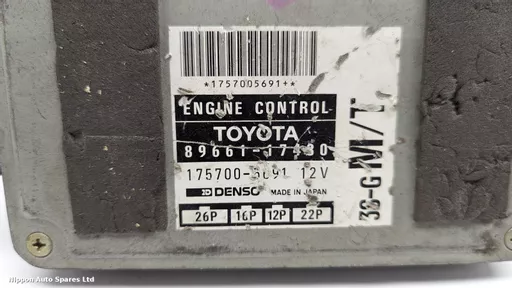 *1757005691+*
ENGINE CONTROL
TOYOTA
89661-17430
175700-5691 12V
DENSO MADE IN JAPAN
26P 16P 12P 22P
3S-G M/T
Nippon Auto Spares Ltd